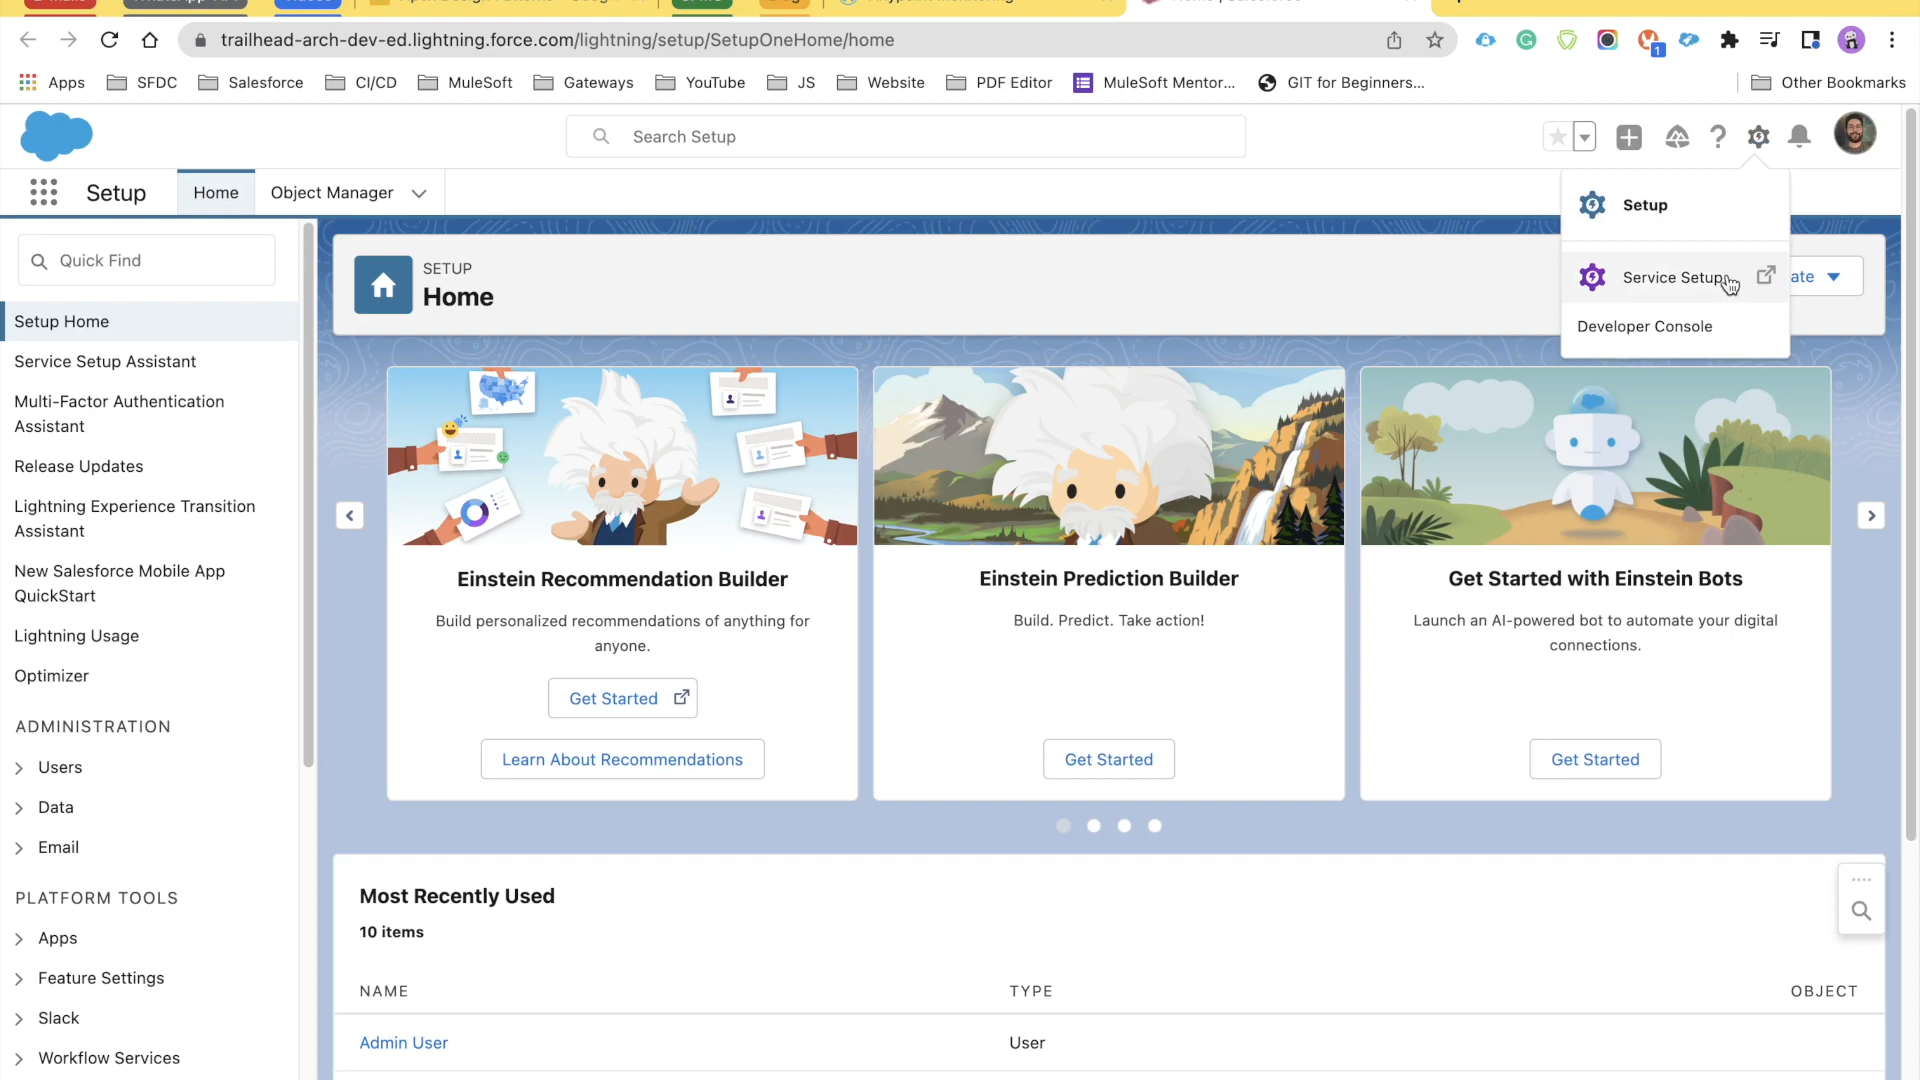 trailhead-arch-dev-ed.lightning.force.com/lightning/setup/SetupOneHome/home
1
Apps SFDC Salesforce CI/CD MuleSoft Gateways YouTube JS Website PDF Editor MuleSoft Mentor... GIT for Beginners... Other Bookmarks
Search Setup
Setup Home Object Manager
Setup
Service Setup
Developer Console
Quick Find
Setup Home
Service Setup Assistant
Multi-Factor Authentication
Assistant
Release Updates
Lightning Experience Transition
Assistant
New Salesforce Mobile App
QuickStart
Lightning Usage
Optimizer
ADMINISTRATION
Users
Data
Email
PLATFORM TOOLS
Apps
Feature Settings
Slack
Workflow Services
SETUP
Home
ate
Einstein Recommendation Builder
Build personalized recommendations of anything for
anyone.
Get Started
Learn About Recommendations
Einstein Prediction Builder
Build. Predict. Take action!
Get Started
Get Started with Einstein Bots
Launch an AI-powered bot to automate your digital
connections.
Get Started
Most Recently Used
10 items
NAME TYPE OBJECT
Admin User User